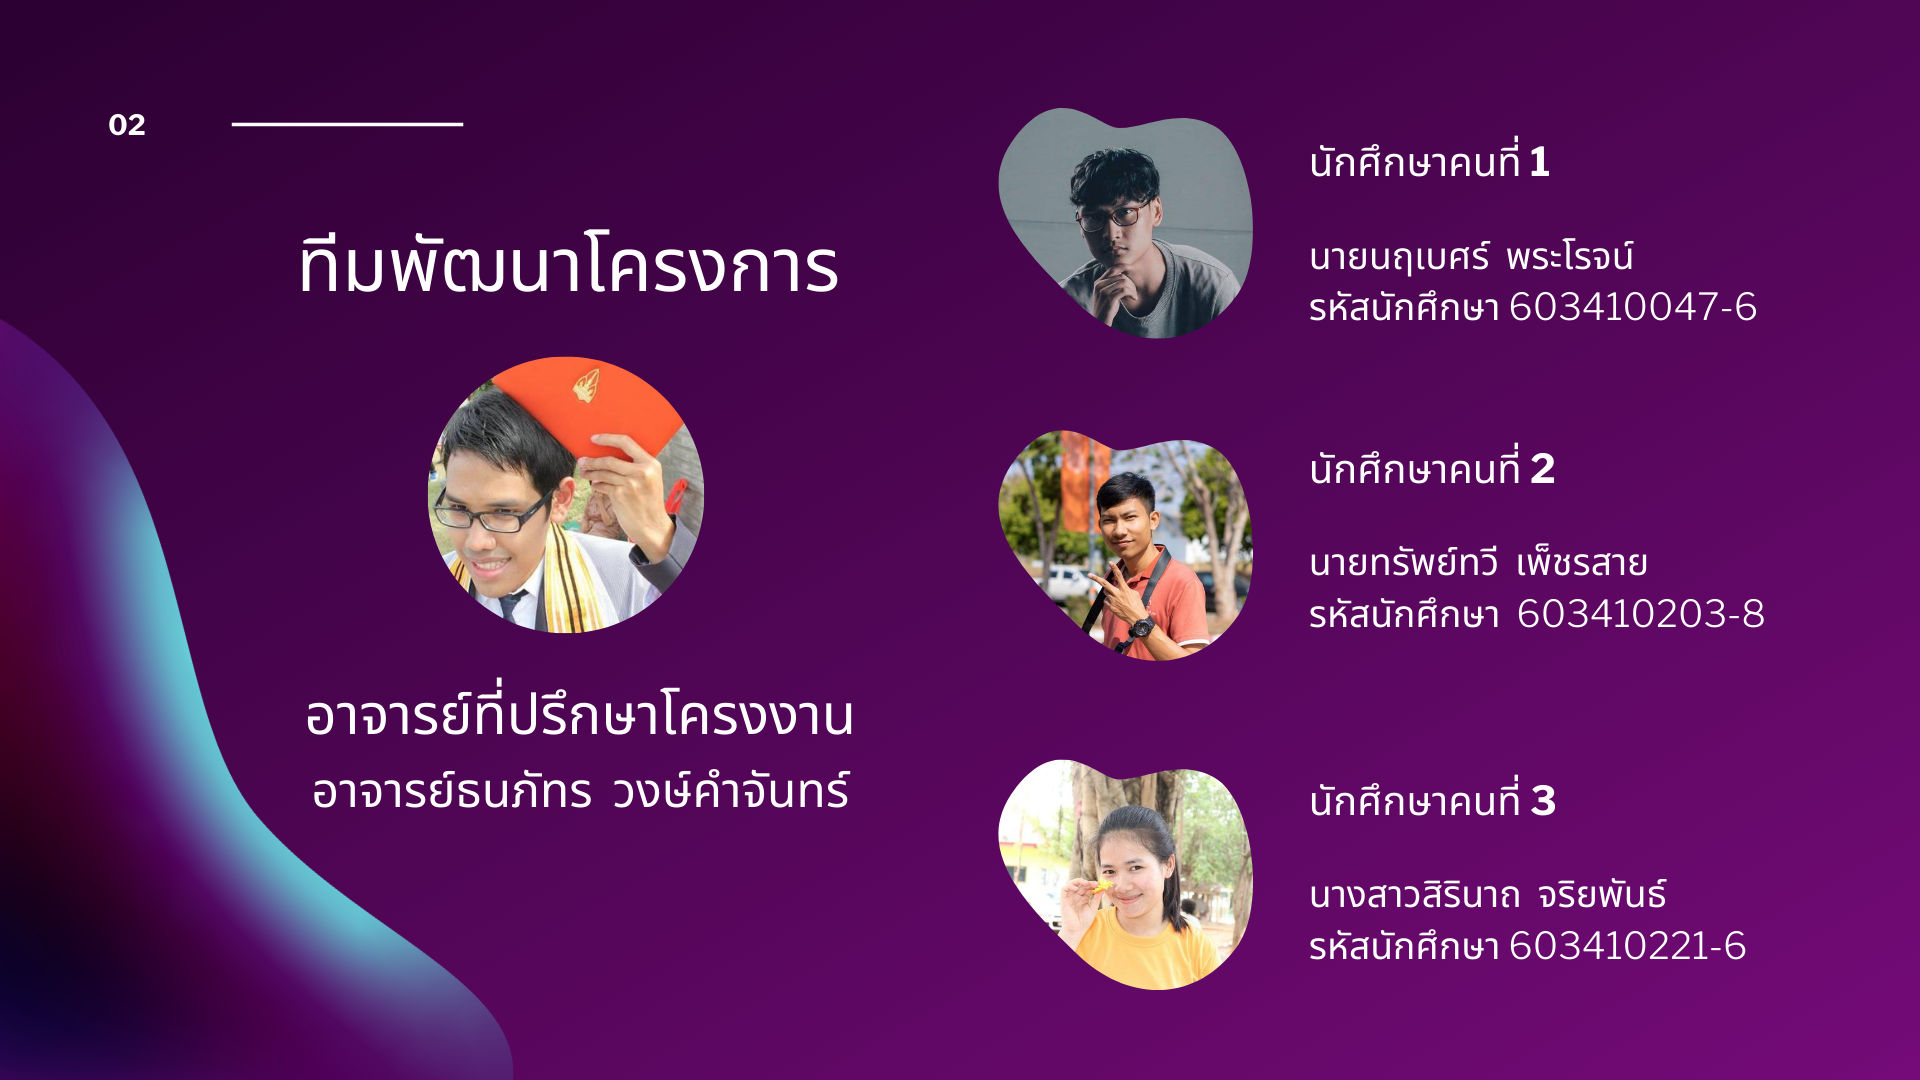 02
ทีมพัฒนาโครงการ
อาจารย์ที่ปรึกษาโครงงาน
อาจารย์ธนภัทร วงษ์คำจันทร์
นักศึกษาคนที่ 1
นายนฤเบศร์ พระโรจน์
รหัสนักศึกษา 603410047-6
นักศึกษาคนที่ 2
นายทรัพย์ทวี เพ็ชรสาย
รหัสนักศึกษา 603410203-8
นักศึกษาคนที่ 3
นางสาวสิรินาถ จริยพันธ์
รหัสนักศึกษา 603410221-6